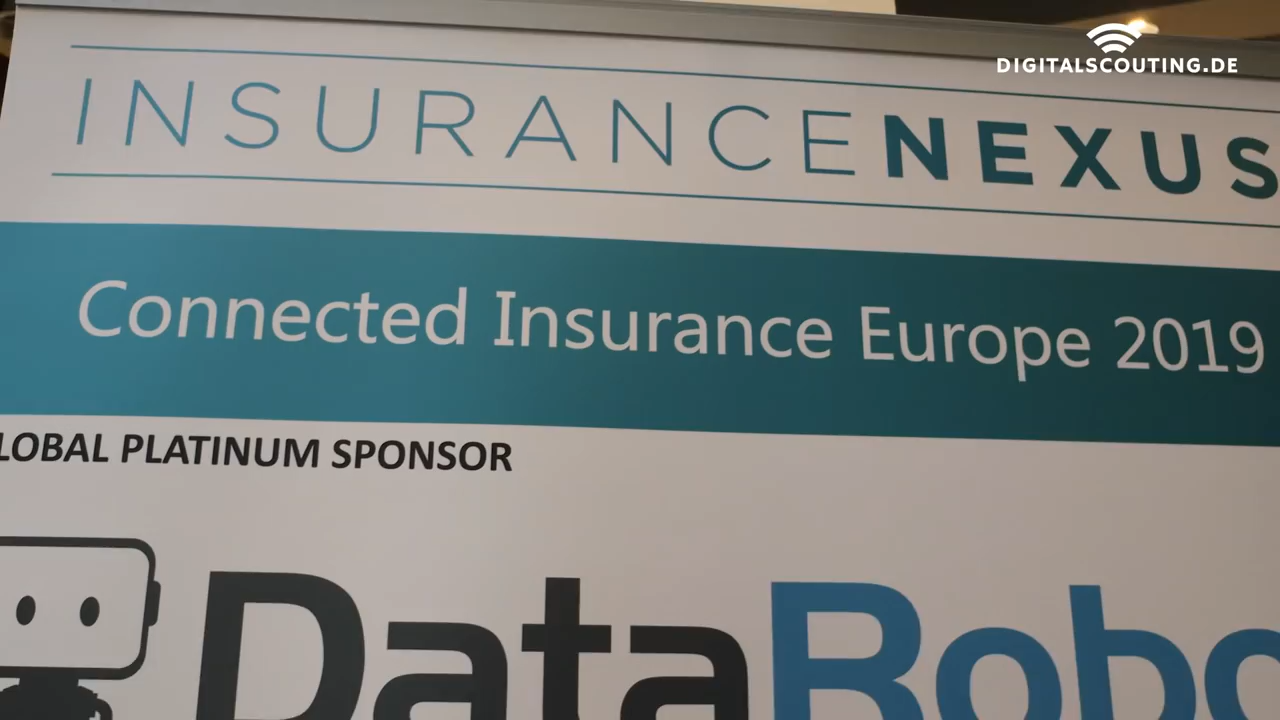 DIGITALSCOUTING.DE
INSURANCENEXUS
Connected Insurance Europe 2019
LOBAL PLATINUM SPONSOR
DataRobo